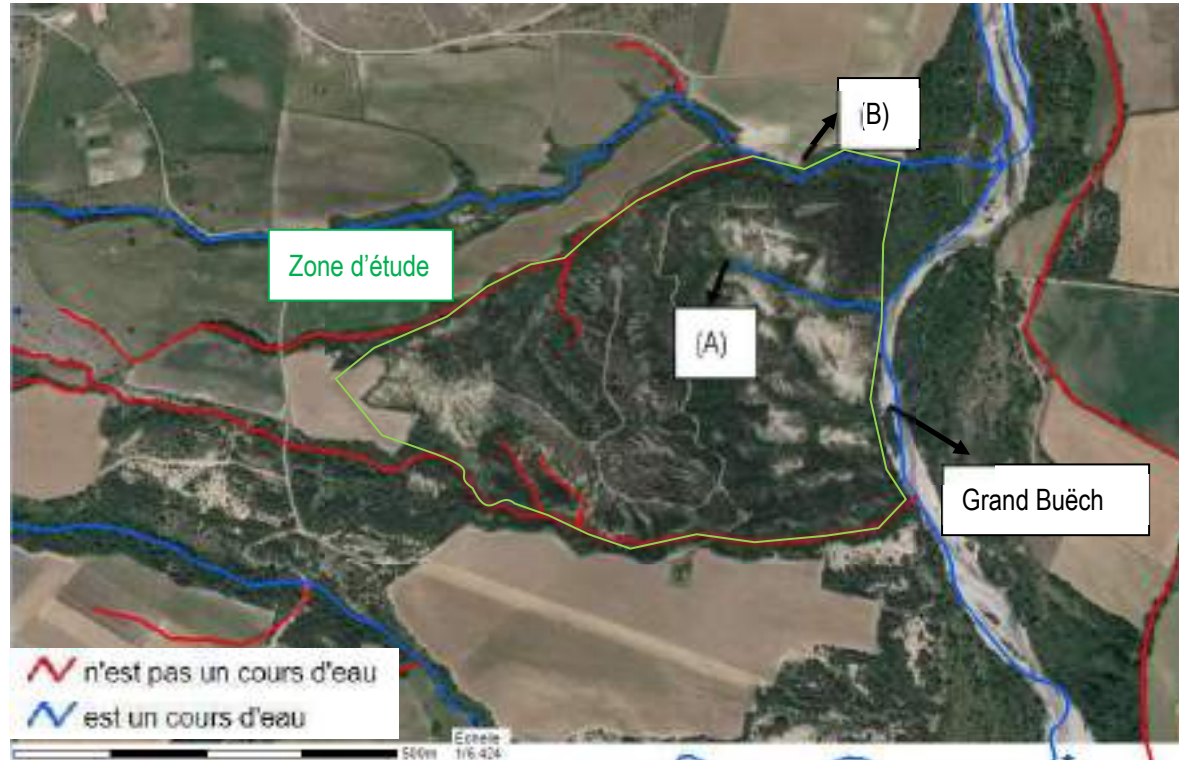 (B)
Zone d'étude
(A)
Grand Buëch
n'est pas un cours d'eau
est un cours d'eau
Echelle
500m 1/6 424